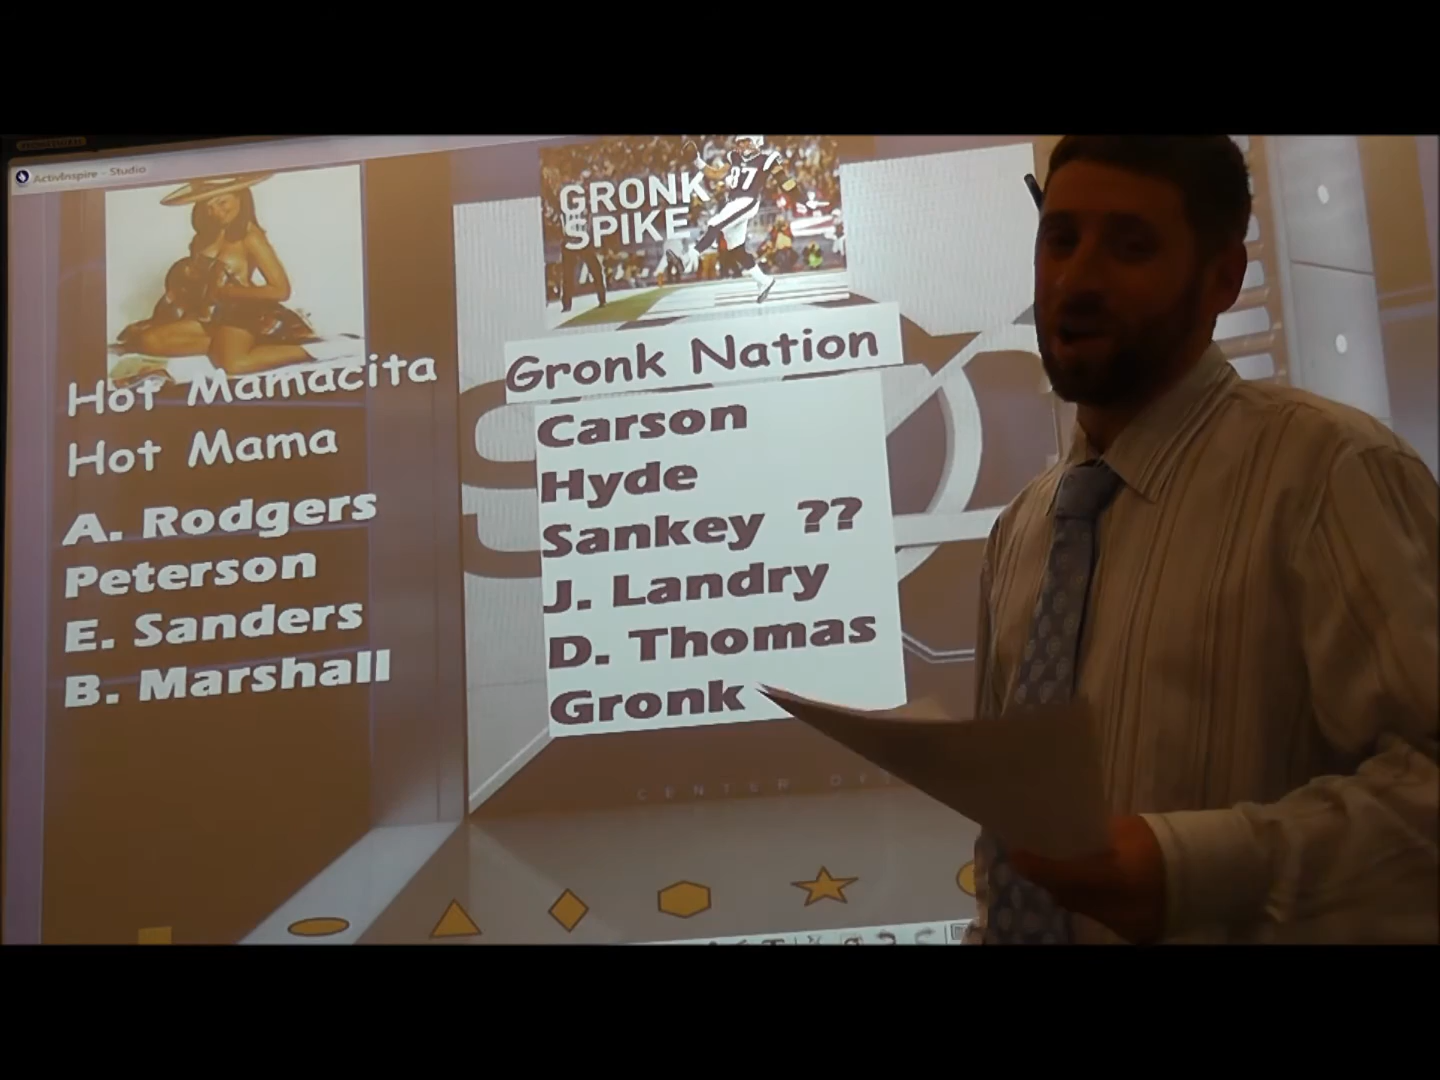 ActivInspire - Studio
Hot Mamacita
Hot Mama
A. Rodgers
Peterson
E. Sanders
B. Marshall
GRONK
SPIKE
87
Gronk Nation
Carson
Hyde
Sankey ??
J. Landry
D. Thomas
Gronk
CENTER